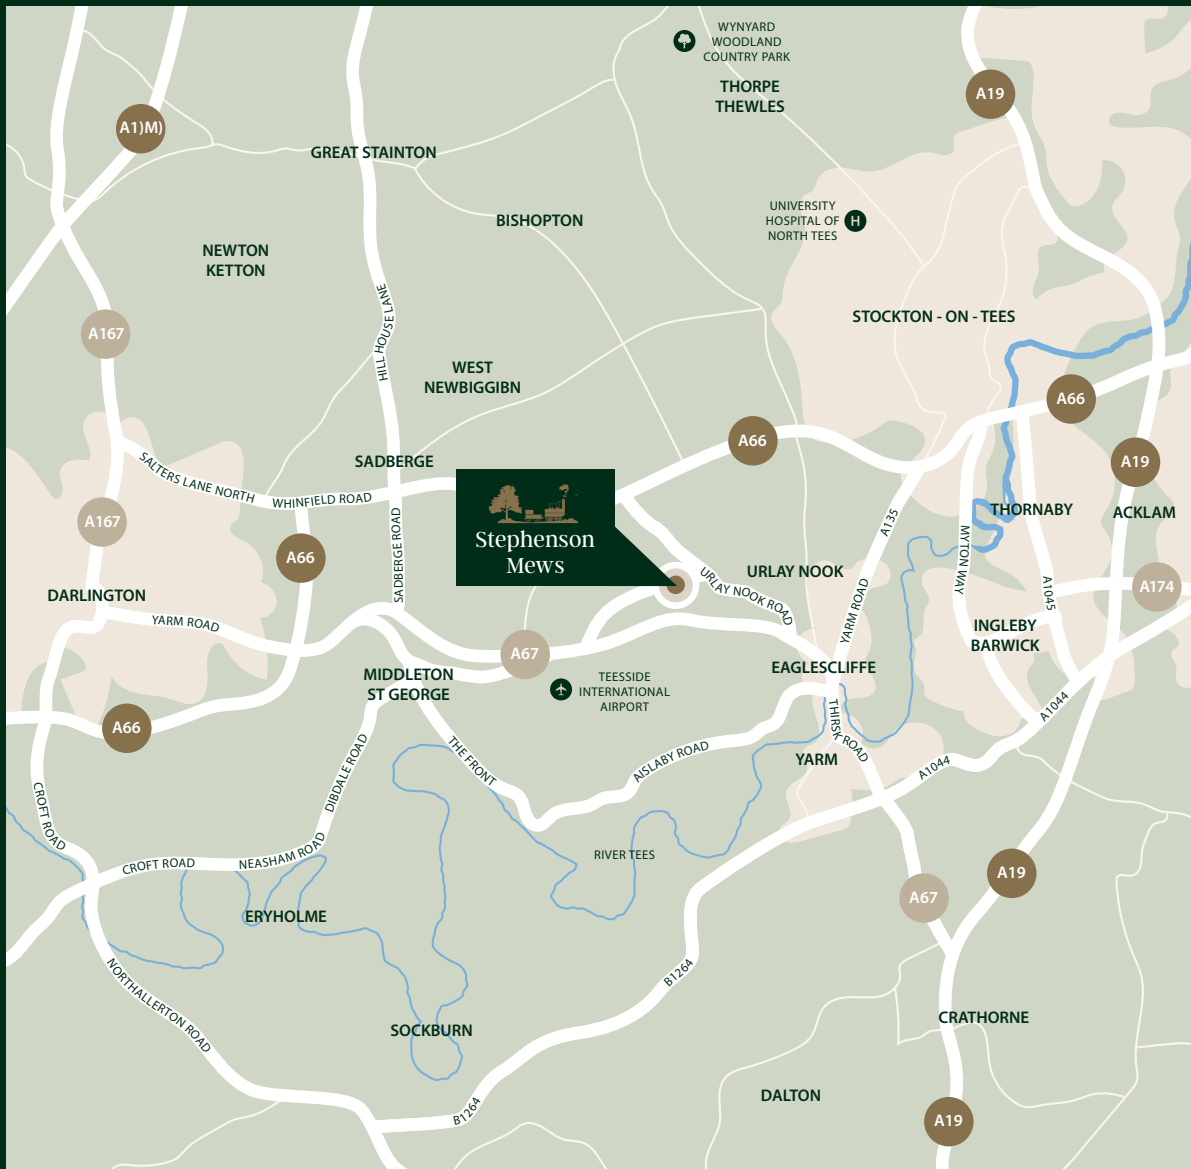 WYNYARD
WOODLAND
COUNTRY PARK
THORPE
THEWLES
A19
A1)M)
GREAT STAINTON
BISHOPTON
UNIVERSITY
HOSPITAL OF
NORTH TEES
H
NEWTON
KETTON
HILL HOUSE LANE
A167
STOCKTON - ON - TEES
WEST
NEWBIGGIBN
A66
A66
SADBERGE
A19
SALTERS LANE NORTH
WHINFIELD ROAD
A167
THORNABY
ACKLAM
A135
Stephenson
Mews
SADBERGE ROAD
A66
MYTON WAY
URLAY NOOK
URLAY NOOK ROAD
A1045
A174
DARLINGTON
YARM ROAD
YARM ROAD
INGLEBY
BARWICK
A67
EAGLESCLIFFE
MIDDLETON
ST GEORGE
TEESSIDE
INTERNATIONAL
AIRPORT
A1044
A66
THIRSK ROAD
THE FRONT
AISLABY ROAD
YARM
A1044
DIBDALE ROAD
CROFT ROAD
RIVER TEES
CROFT ROAD
NEASHAM ROAD
A19
A67
ERYHOLME
B1264
NORTHALLERTON ROAD
CRATHORNE
SOCKBURN
DALTON
B1264
A19